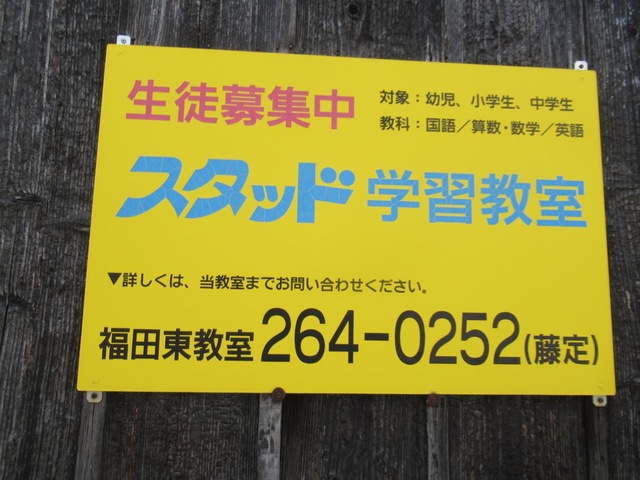 生徒募集中
対象：幼児、小学生、中学生
教科：国語／算数・数学／英語
スタッド 学習教室
▼詳しくは、当教室までお問い合わせください。
福田東教室 264-0252(藤定)